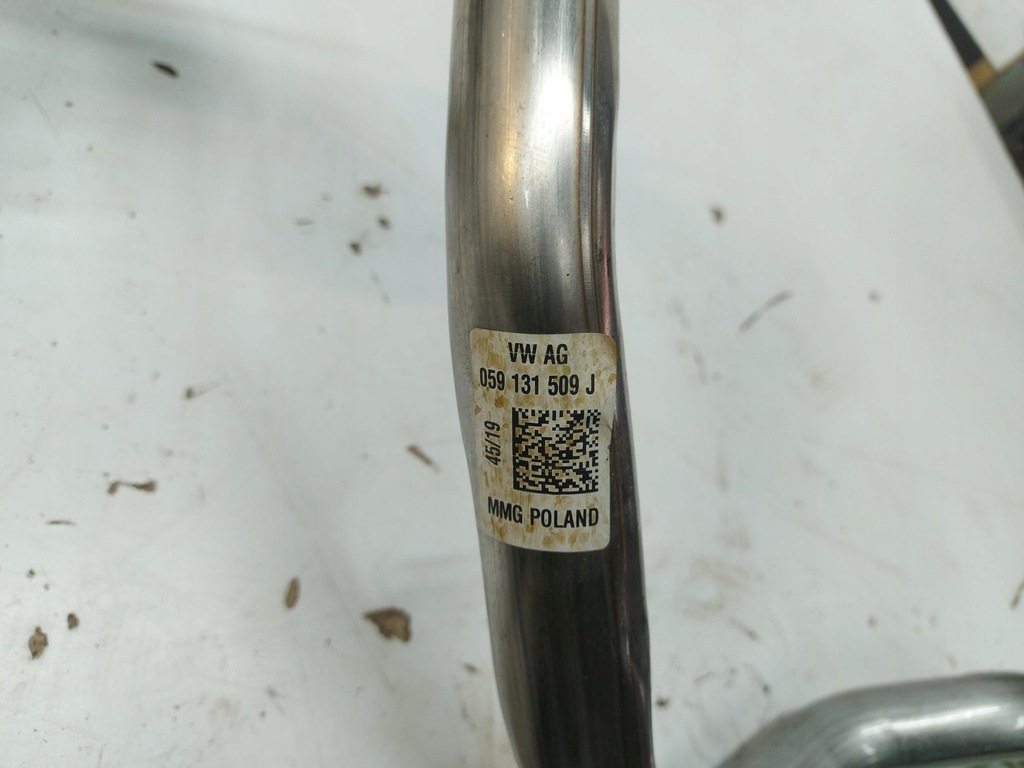 VW AG
059 131 509 J
45/19
MMG POLAND